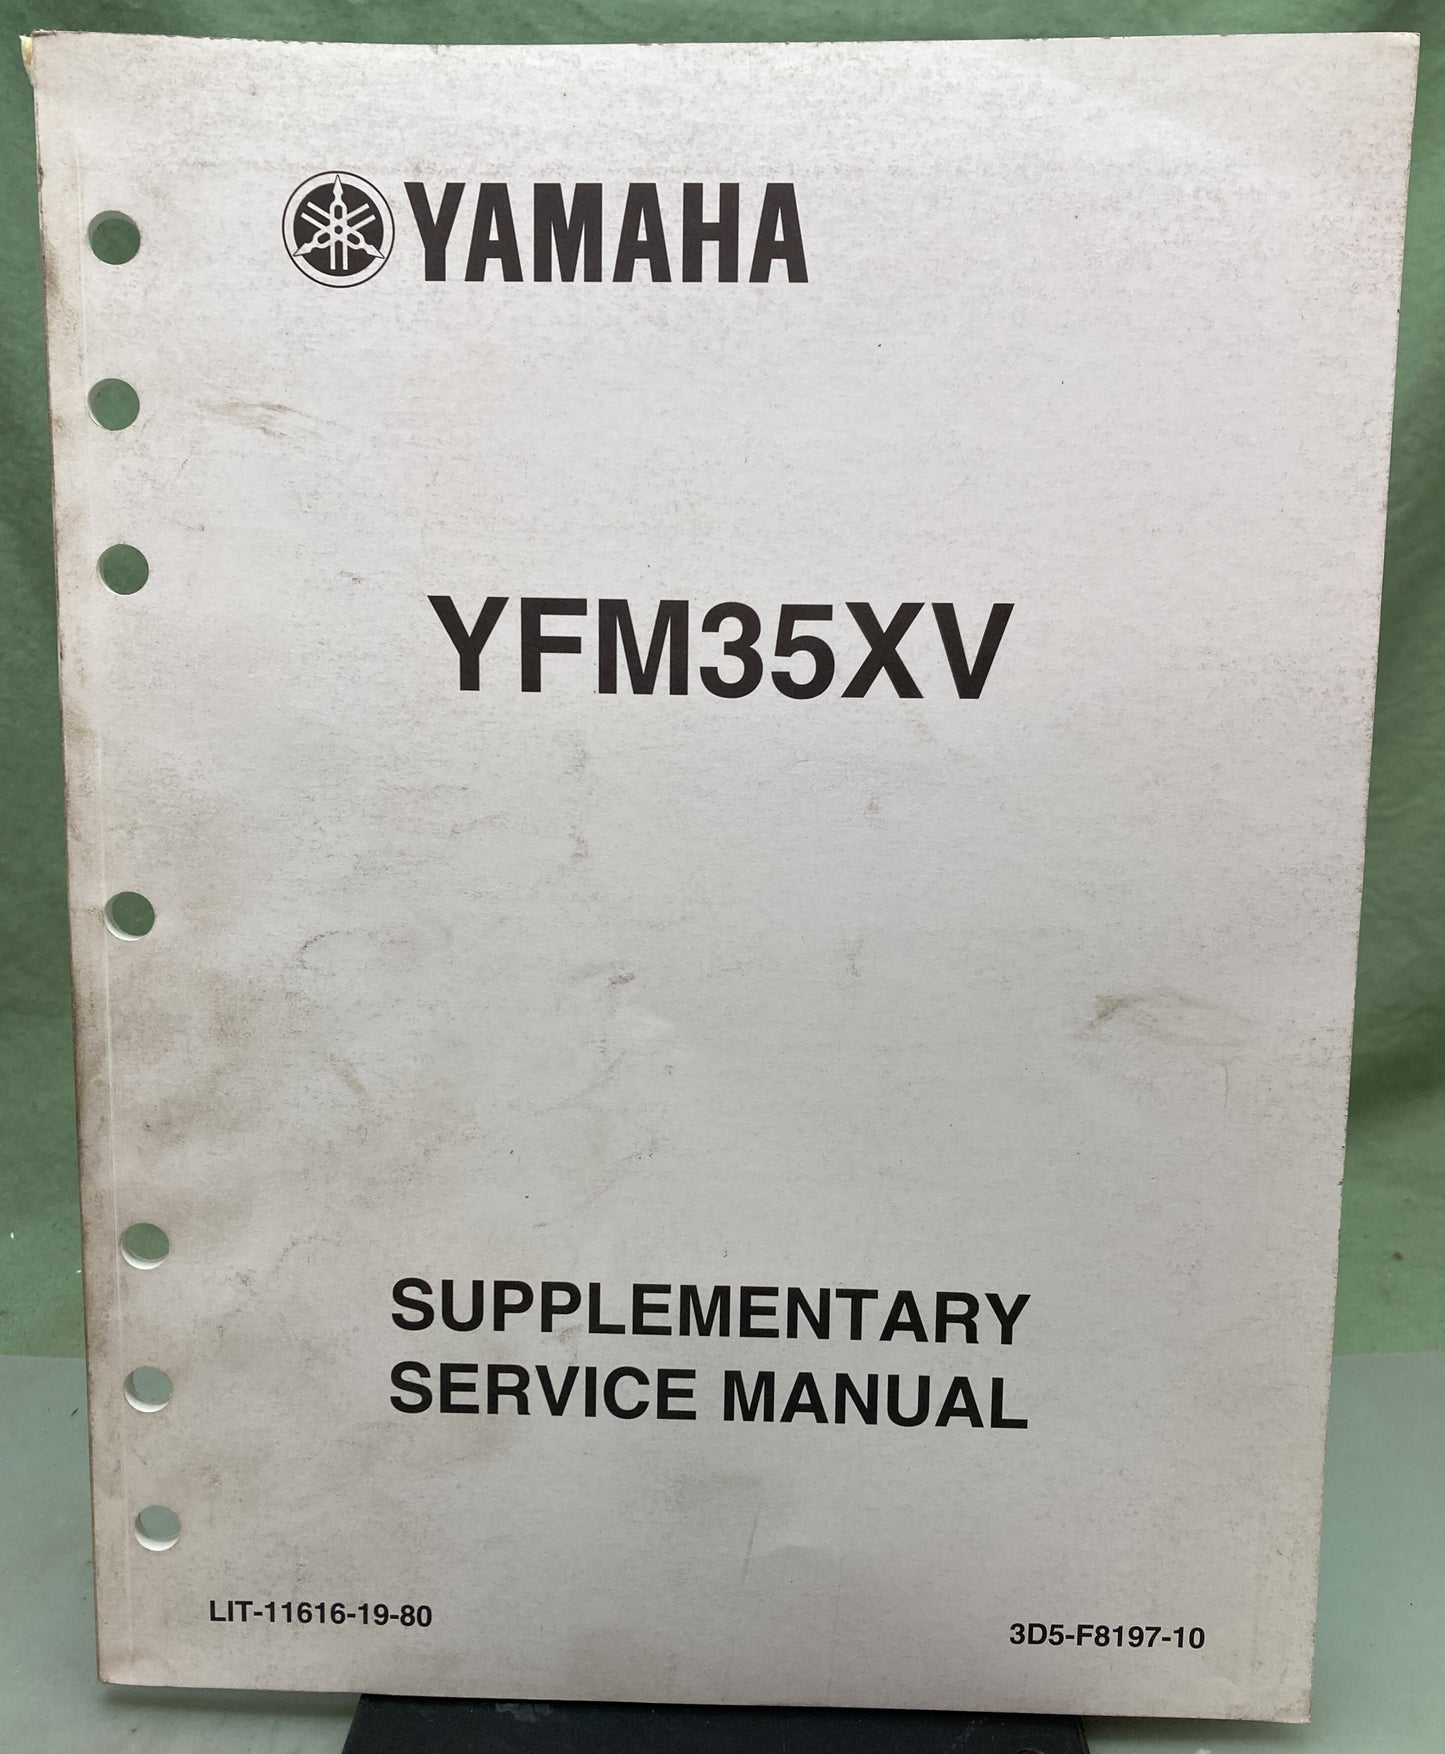 YAMAHA
YFM35XV
SUPPLEMENTARY
SERVICE MANUAL
LIT-11616-19-80
3D5-F8197-10